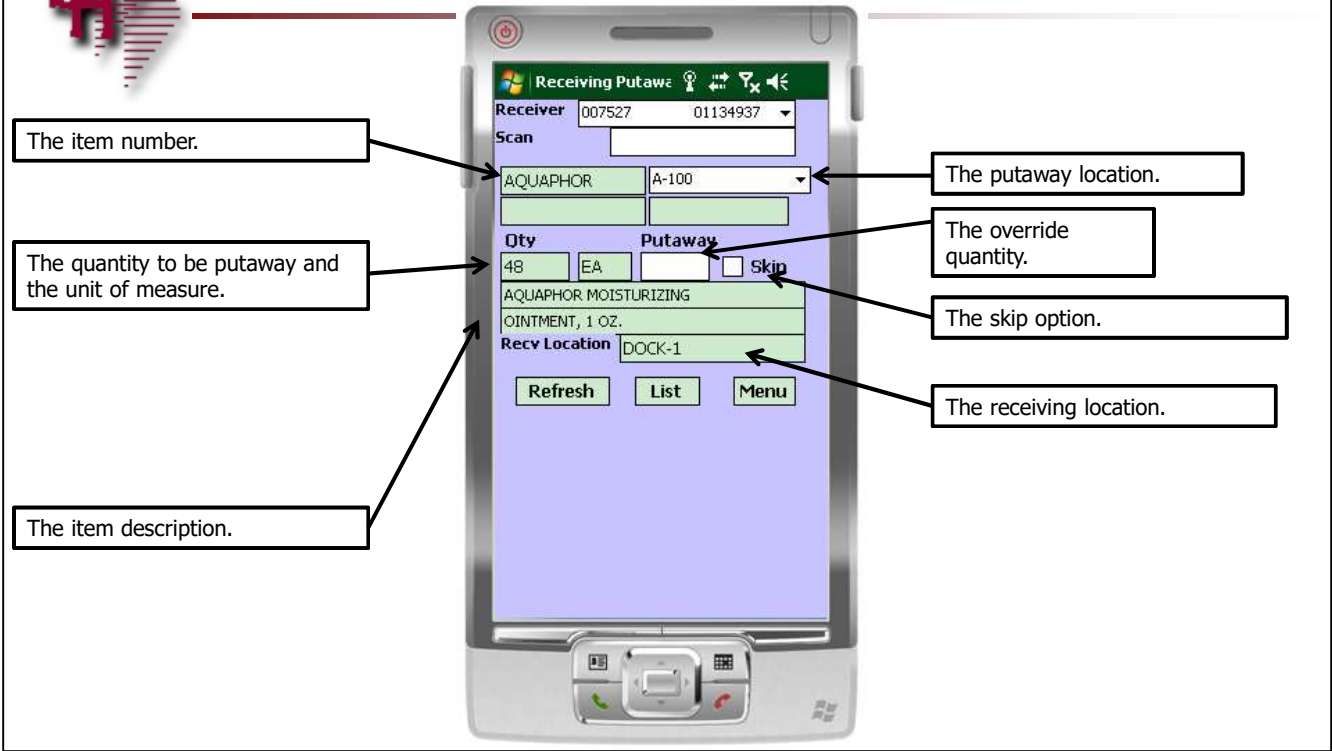 Receiving Putawa
Receiver 007527 01134937
Scan
The item number.
AQUAPHOR A-100
The putaway location.
The override
quantity.
Qty Putaway
The quantity to be putaway and
the unit of measure.
48 EA Skip
AQUAPHOR MOISTURIZING
OINTMENT, 1 OZ.
The skip option.
Recv Location DOCK-1
Refresh List Menu
The receiving location.
The item description.